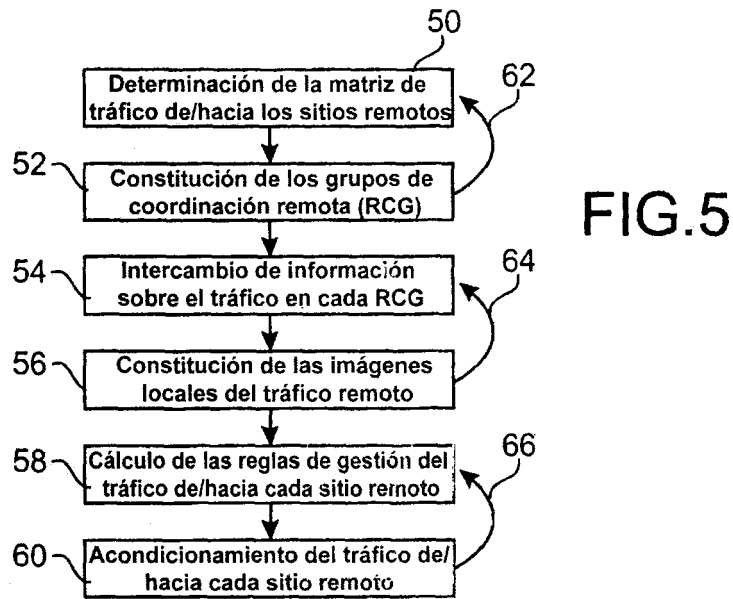 50
Determinación de la matriz de
tráfico de/hacia los sitios remotos
62
52
Constitución de los grupos de
coordinación remota (RCG)
FIG.5
54
Intercambio de información
sobre el tráfico en cada RCG
64
56
Constitución de las imágenes
locales del tráfico remoto
58
Cálculo de las reglas de gestión del
tráfico de/hacia cada sitio remoto
66
60
Acondicionamiento del tráfico de/
hacia cada sitio remoto